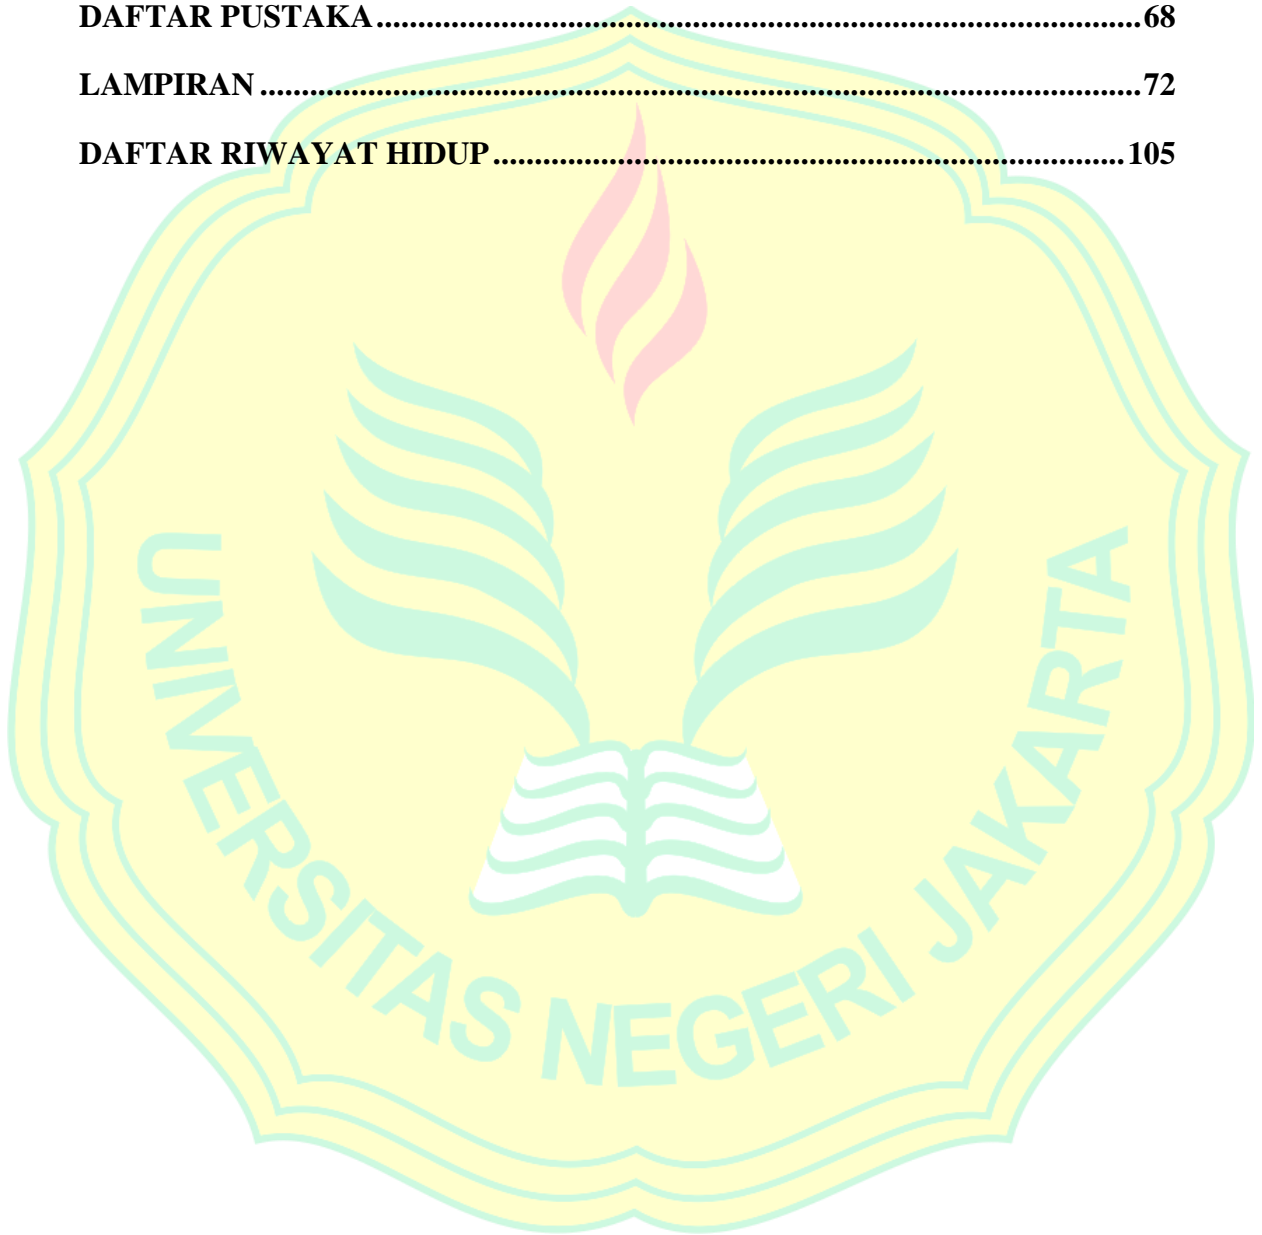 DAFTAR PUSTAKA............................................................................................68
LAMPIRAN..........................................................................................................72
DAFTAR RIWAYAT HIDUP............................................................................105
UNIVERSITAS NEGERI JAKARTA